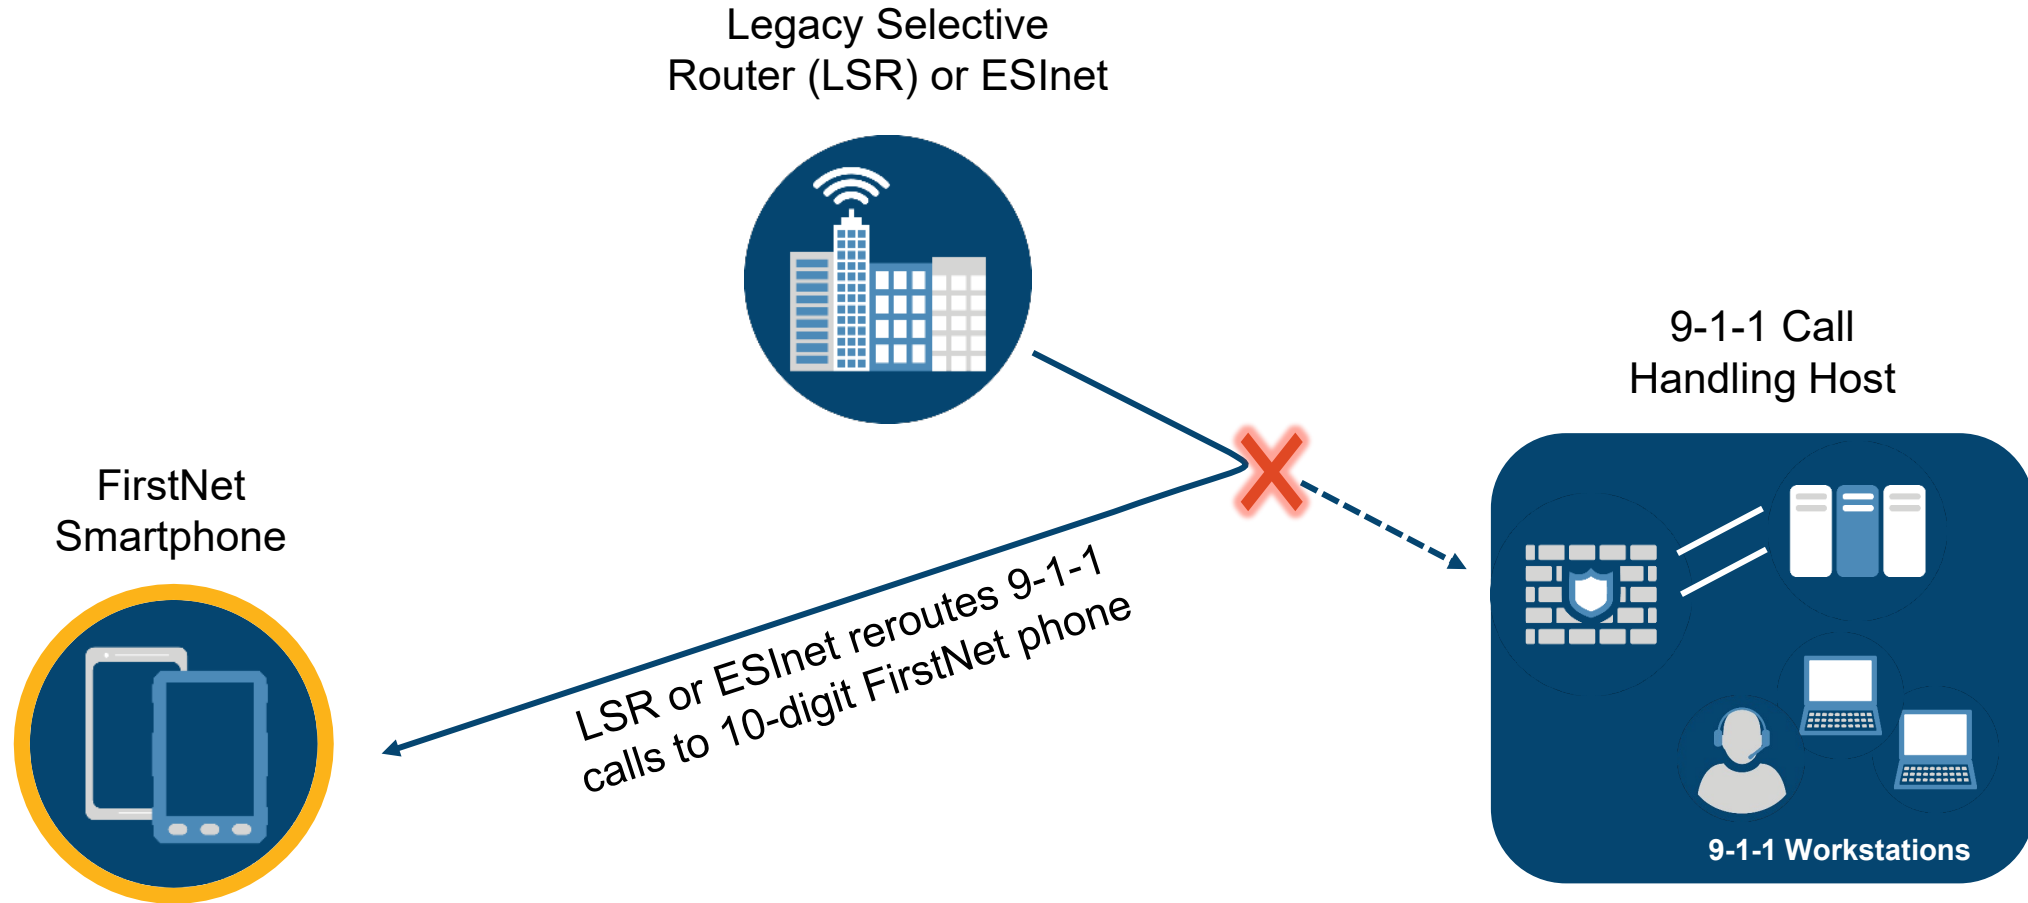 Legacy Selective
Router (LSR) or ESInet
9-1-1 Call
Handling Host
FirstNet
Smartphone
LSR or ESInet reroutes 9-1-1
calls to 10-digit FirstNet phone
9-1-1 Workstations